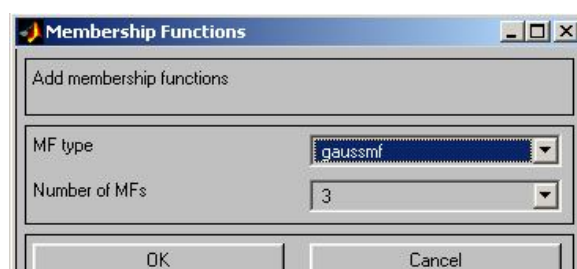 Membership Functions
Add membership functions
MF type
gaussmf
Number of MFs
3
OK
Cancel